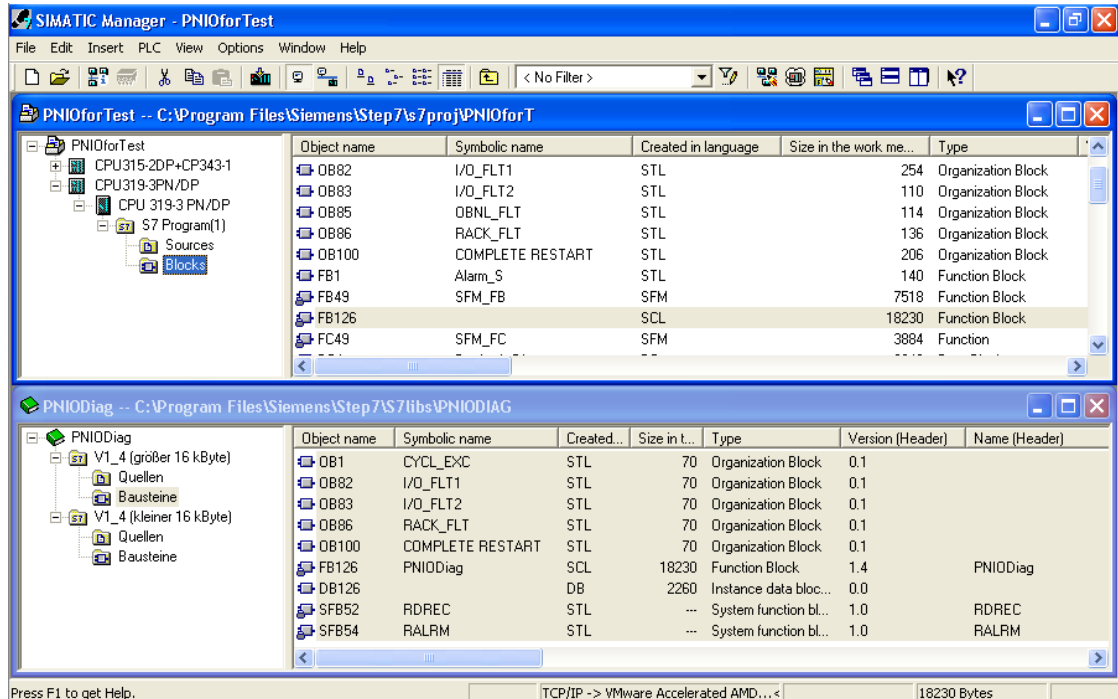 SIMATIC Manager - PNIOforTest
File Edit Insert PLC View Options Window Help
< No Filter >
PNIOforTest -- C:\Program Files\Siemens\Step7\s7proj\PNIOforT
PNIOforTest
CPU315-2DP+CP343-1
CPU319-3PN/DP
CPU 319-3 PN/DP
S7 Program(1)
Sources
Blocks
Object name Symbolic name Created in language Size in the work me... Type
OB82 I/O_FLT1 STL 254 Organization Block
OB83 I/O_FLT2 STL 110 Organization Block
OB85 OBNL_FLT STL 114 Organization Block
OB86 RACK_FLT STL 136 Organization Block
OB100 COMPLETE RESTART STL 206 Organization Block
FB1 Alarm_S STL 140 Function Block
FB49 SFM_FB SFM 7518 Function Block
FB126 SCL 18230 Function Block
FC49 SFM_FC SFM 3884 Function
PNIODiag -- C:\Program Files\Siemens\Step7\S7libs\PNIODIAG
PNIODiag
V1_4 (größer 16 kByte)
Quellen
Bausteine
V1_4 (kleiner 16 kByte)
Quellen
Bausteine
Object name Symbolic name Created... Size in t... Type Version (Header) Name (Header)
OB1 CYCL_EXC STL 70 Organization Block 0.1
OB82 I/O_FLT1 STL 70 Organization Block 0.1
OB83 I/O_FLT2 STL 70 Organization Block 0.1
OB86 RACK_FLT STL 70 Organization Block 0.1
OB100 COMPLETE RESTART STL 70 Organization Block 0.1
FB126 PNIODiag SCL 18230 Function Block 1.4 PNIODiag
DB126 DB 2260 Instance data bloc... 0.0
SFB52 RDREC STL --- System function bl... 1.0 RDREC
SFB54 RALRM STL --- System function bl... 1.0 RALRM
Press F1 to get Help. TCP/IP -> VMware Accelerated AMD...< 18230 Bytes